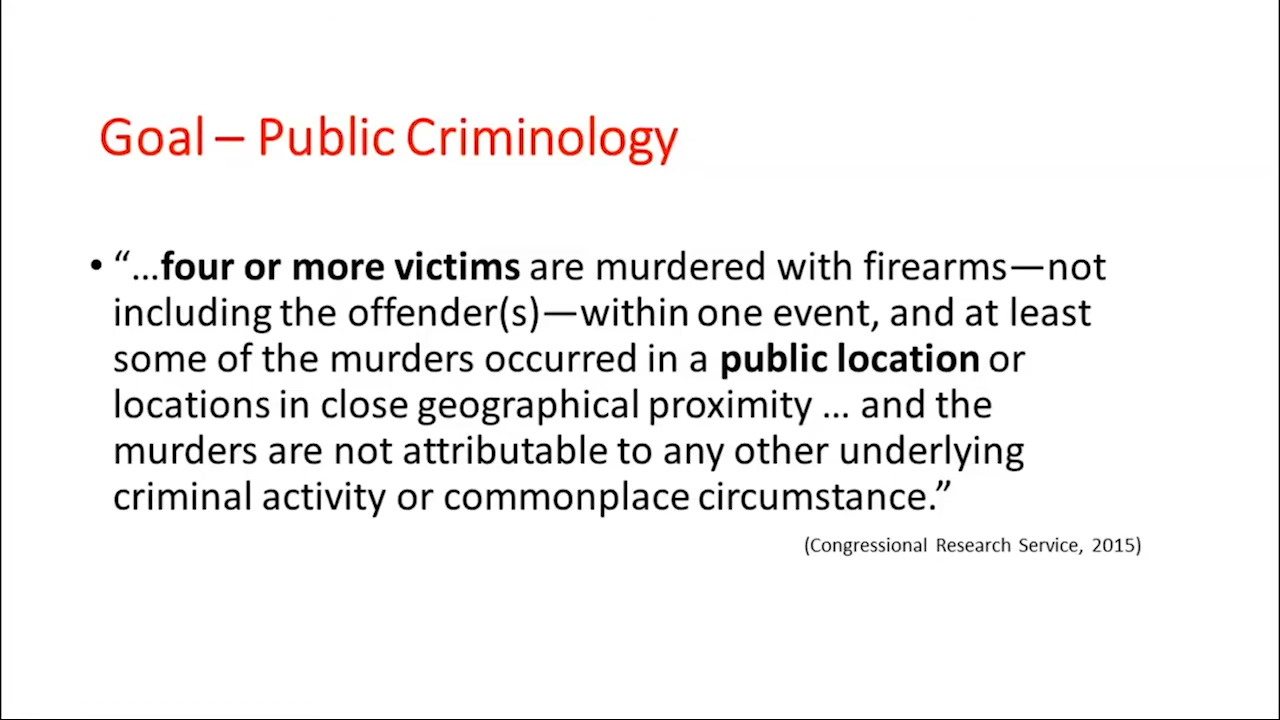 Goal – Public Criminology
• “…four or more victims are murdered with firearms—not
including the offender(s)—within one event, and at least
some of the murders occurred in a public location or
locations in close geographical proximity … and the
murders are not attributable to any other underlying
criminal activity or commonplace circumstance.”
(Congressional Research Service, 2015)